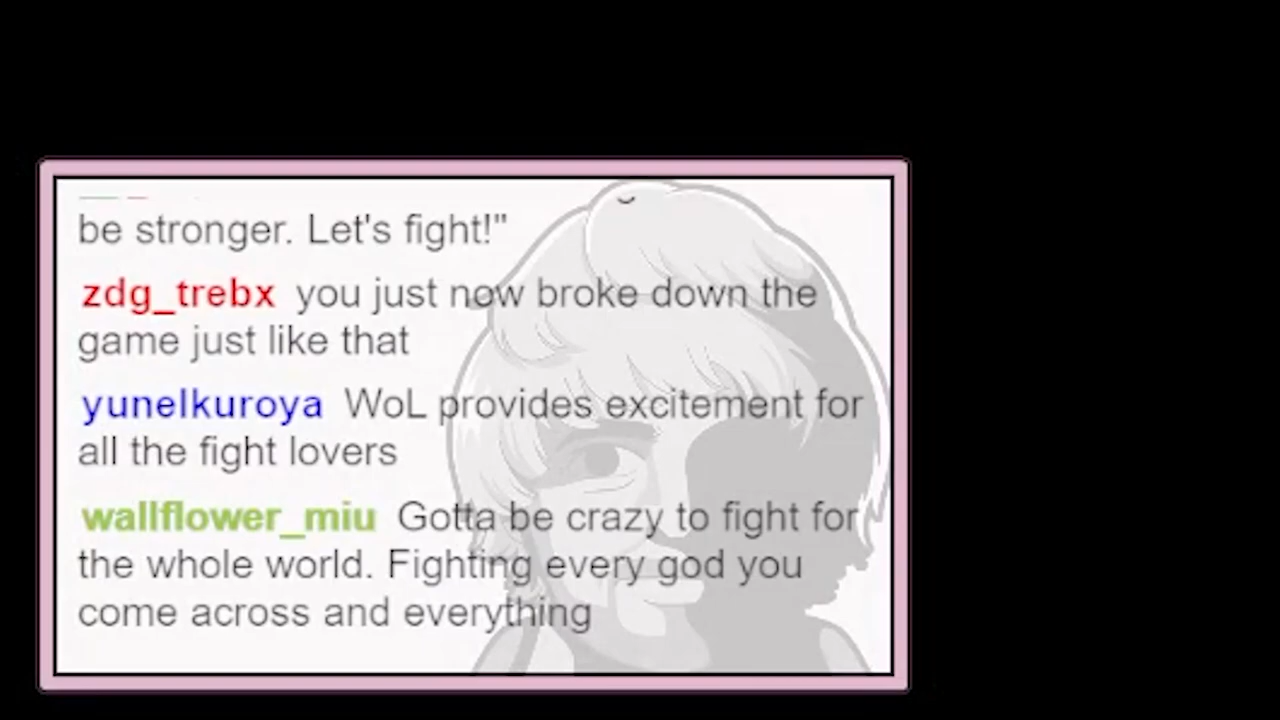 be stronger. Let's fight!"
zdg_trebx you just now broke down the
game just like that
yunelkuroya WoL provides excitement for
all the fight lovers
wallflower_miu Gotta be crazy to fight for
the whole world. Fighting every god you
come across and everything